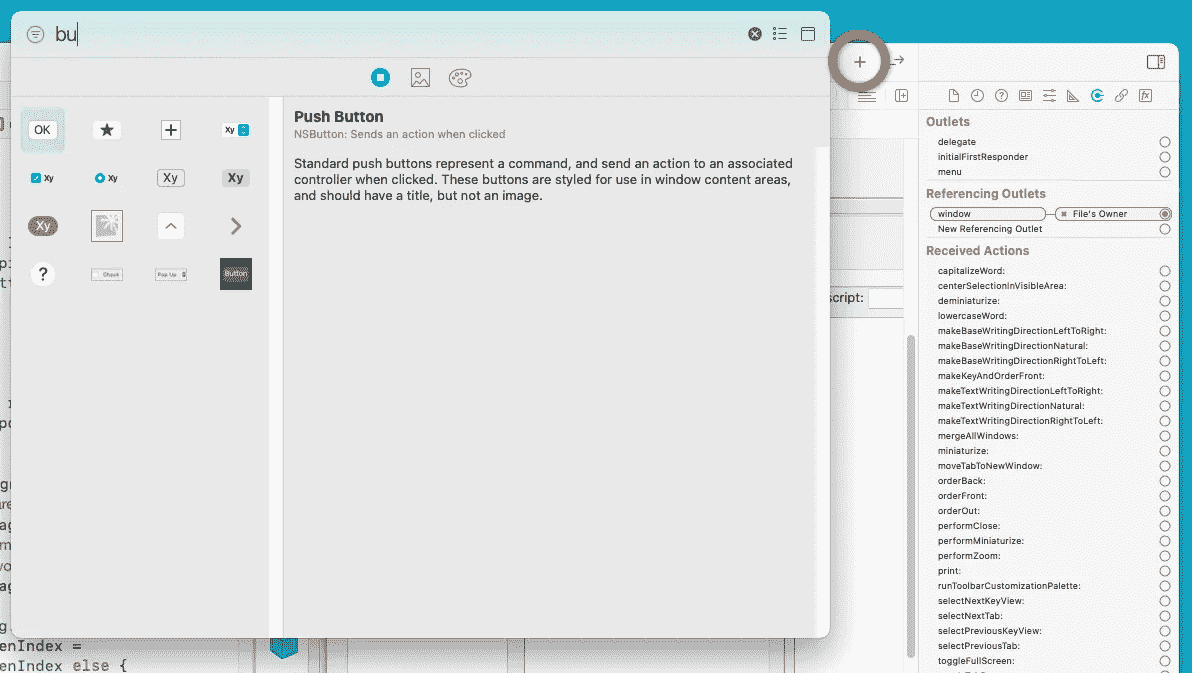 bu
OK
Xy
Xy
Xy
Xy
Xy
Xy
?
Check
Pop Up
Button
Push Button
NSButton: Sends an action when clicked
Standard push buttons represent a command, and send an action to an associated
controller when clicked. These buttons are styled for use in window content areas,
and should have a title, but not an image.
script:
enIndex =
enIndex else {
Outlets
delegate
initialFirstResponder
menu
Referencing Outlets
window
File's Owner
New Referencing Outlet
Received Actions
capitalizeWord:
centerSelectionInVisibleArea:
deminiaturize:
lowercaseWord:
makeBaseWritingDirectionLeftToRight:
makeBaseWritingDirectionNatural:
makeBaseWritingDirectionRightToLeft:
makeKeyAndOrderFront:
makeTextWritingDirectionLeftToRight:
makeTextWritingDirectionNatural:
makeTextWritingDirectionRightToLeft:
mergeAllWindows:
miniaturize:
moveTabToNewWindow:
orderBack:
orderFront:
orderOut:
performClose:
performMiniaturize:
performZoom:
print:
runToolbarCustomizationPalette:
selectNextKeyView:
selectNextTab:
selectPreviousKeyView:
selectPreviousTab:
toggleFullScreen: